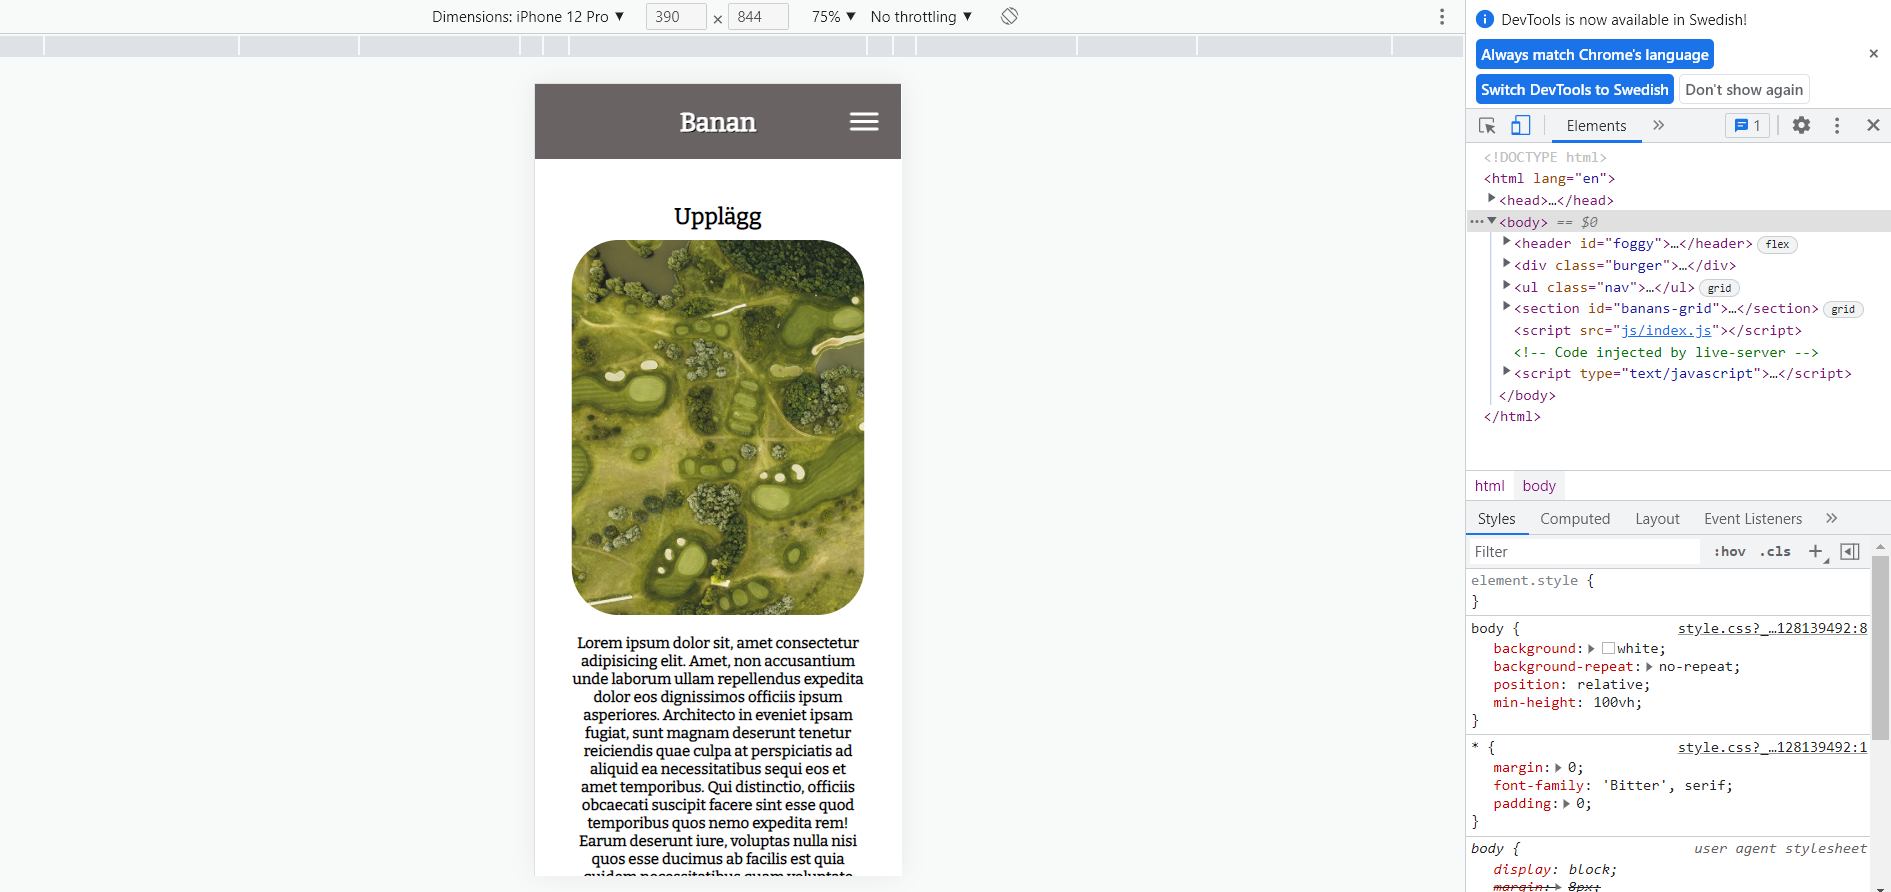 Dimensions: iPhone 12 Pro ▼ 390 × 844 75% ▼ No throttling ▼
Banan
Upplägg
Lorem ipsum dolor sit, amet consectetur
adipisicing elit. Amet, non accusantium
unde laborum ullam repellendus expedita
dolor eos dignissimos officiis ipsum
asperiores. Architecto in eveniet ipsam
fugiat, sunt magnam deserunt tenetur
reiciendis quae culpa at perspiciatis ad
aliquid ea necessitatibus sequi eos et
amet temporibus. Qui distinctio, officiis
obcaecati suscipit facere sint esse quod
temporibus quos nemo expedita rem!
Earum deserunt iure, voluptas nulla nisi
quos esse ducimus ab facilis est quia
quidem necessitatibus quam voluptate
DevTools is now available in Swedish!
Always match Chrome's language
Switch DevTools to Swedish Don't show again
Elements » 1
<!DOCTYPE html>
<html lang="en">
<head>…</head>
<body> == $0
<header id="foggy">…</header> flex
<div class="burger">…</div>
<ul class="nav">…</ul> grid
<section id="banans-grid">…</section> grid
<script src="js/index.js"></script>
<!-- Code injected by live-server -->
<script type="text/javascript">…</script>
</body>
</html>
html body
Styles Computed Layout Event Listeners »
Filter :hov .cls +
element.style {
}
body { style.css?_…128139492:8
background: white;
background-repeat: no-repeat;
position: relative;
min-height: 100vh;
}
* { style.css?_…128139492:1
margin: 0;
font-family: 'Bitter', serif;
padding: 0;
}
body { user agent stylesheet
display: block;
margin: 8px;